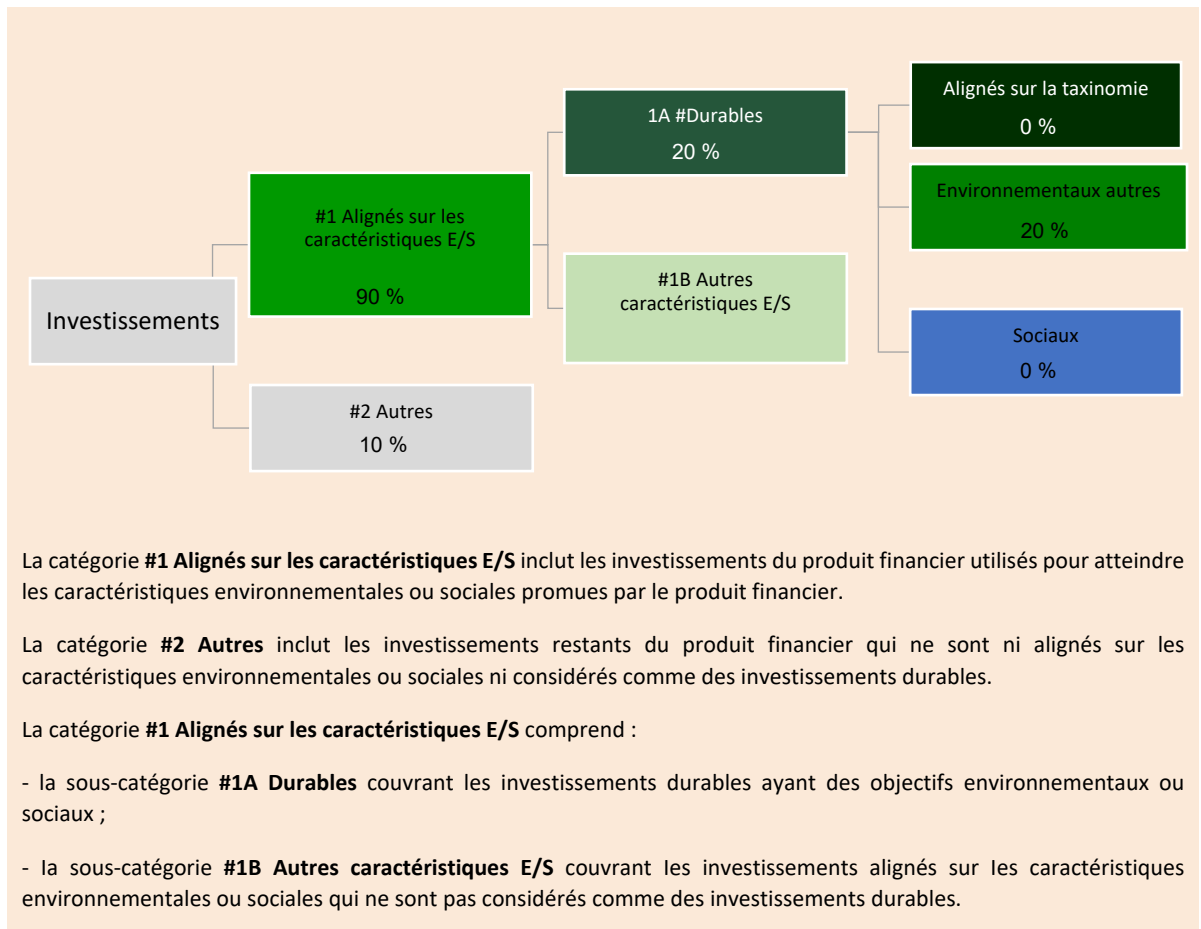 Alignés sur la taxinomie
0 %
1A #Durables
20 %
Environnementaux autres
20 %
#1 Alignés sur les
caractéristiques E/S
90 %
#1B Autres
caractéristiques E/S
Investissements
Sociaux
0 %
#2 Autres
10 %
La catégorie #1 Alignés sur les caractéristiques E/S inclut les investissements du produit financier utilisés pour atteindre
les caractéristiques environnementales ou sociales promues par le produit financier.
La catégorie #2 Autres inclut les investissements restants du produit financier qui ne sont ni alignés sur les
caractéristiques environnementales ou sociales ni considérés comme des investissements durables.
La catégorie #1 Alignés sur les caractéristiques E/S comprend :
- la sous-catégorie #1A Durables couvrant les investissements durables ayant des objectifs environnementaux ou
sociaux ;
- la sous-catégorie #1B Autres caractéristiques E/S couvrant les investissements alignés sur les caractéristiques
environnementales ou sociales qui ne sont pas considérés comme des investissements durables.